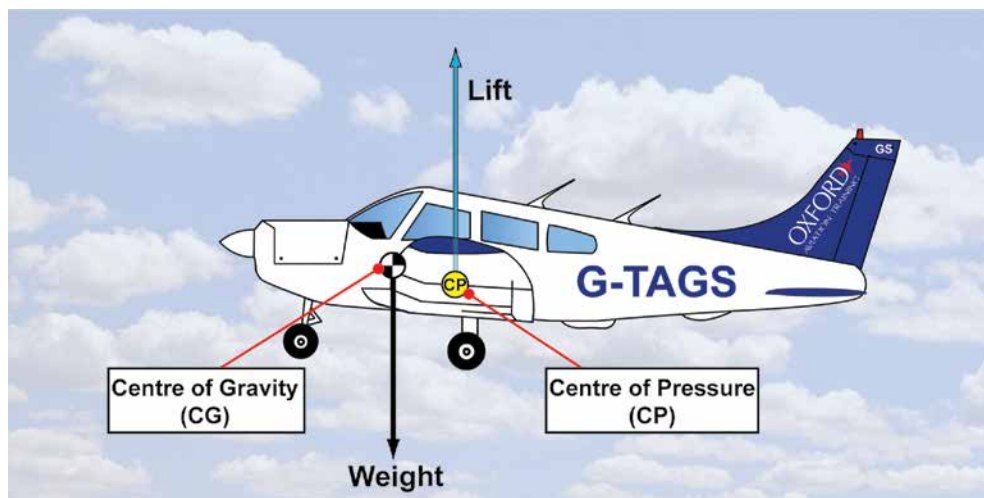 Lift
GS
OXFORD
AVIATION TRAINING
CP
G-TAGS
Centre of Gravity
(CG)
Centre of Pressure
(CP)
Weight